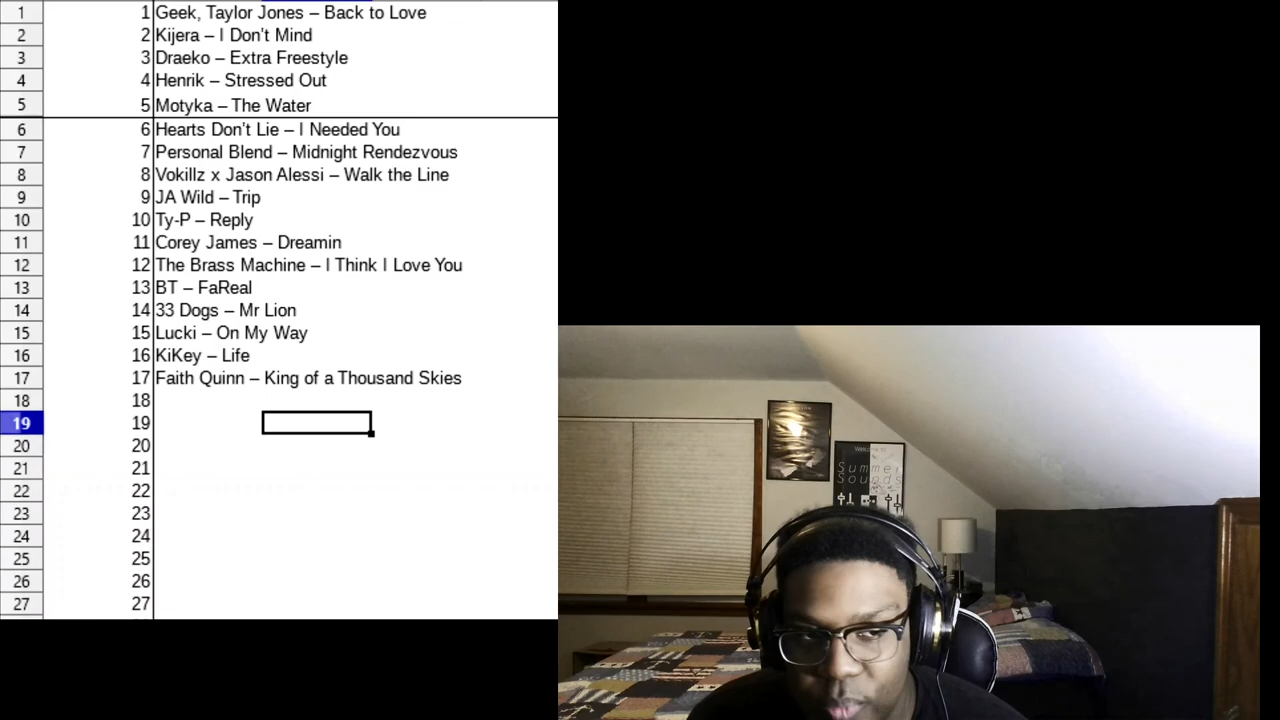 1 1 Geek, Taylor Jones – Back to Love
2 2 Kijera – I Don’t Mind
3 3 Draeko – Extra Freestyle
4 4 Henrik – Stressed Out
5 5 Motyka – The Water
6 6 Hearts Don’t Lie – I Needed You
7 7 Personal Blend – Midnight Rendezvous
8 8 Vokillz x Jason Alessi – Walk the Line
9 9 JA Wild – Trip
10 10 Ty-P – Reply
11 11 Corey James – Dreamin
12 12 The Brass Machine – I Think I Love You
13 13 BT – FaReal
14 14 33 Dogs – Mr Lion
15 15 Lucki – On My Way
16 16 KiKey – Life
17 17 Faith Quinn – King of a Thousand Skies
18 18
19 19
20 20
21 21
22 22
23 23
24 24
25 25
26 26
27 27
Welcome to
Summer
Sounds